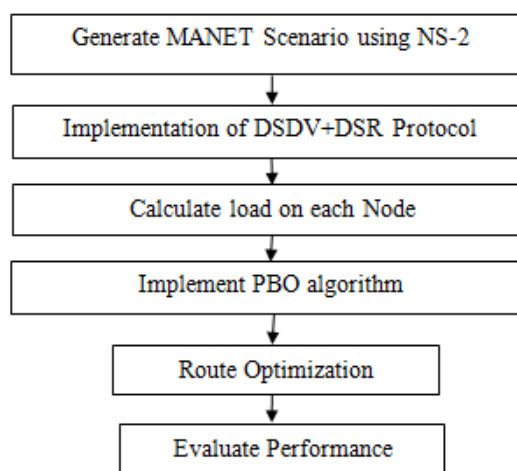 Generate MANET Scenario using NS-2
Implementation of DSDV+DSR Protocol
Calculate load on each Node
Implement PBO algorithm
Route Optimization
Evaluate Performance